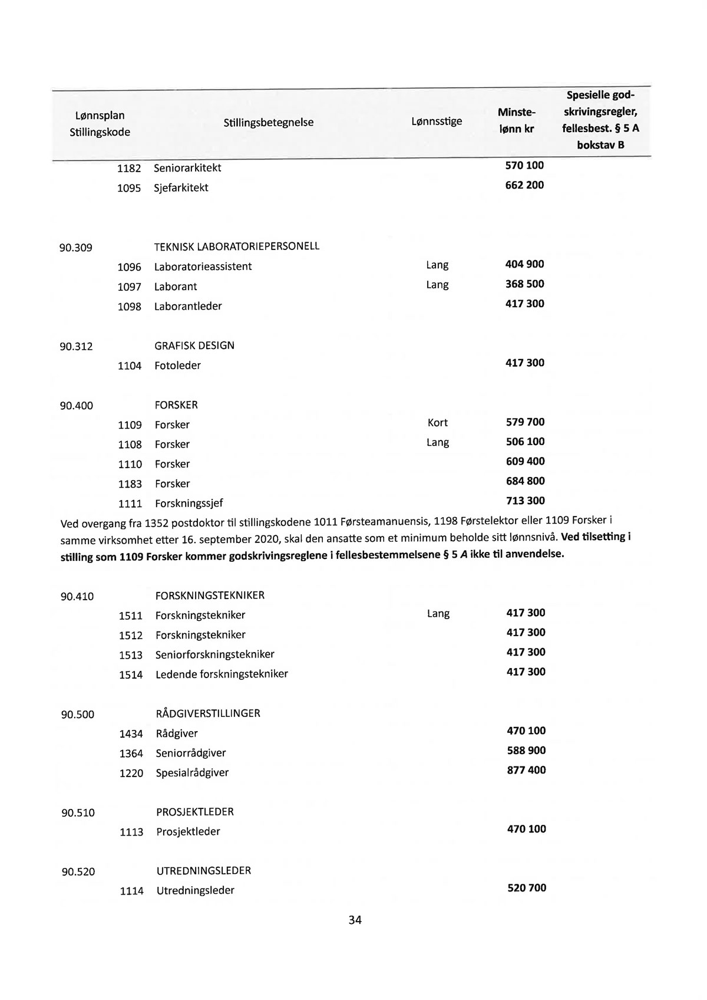 Lønnsplan
Stillingskode
Stillingsbetegnelse
Lønnsstige
Minste-
lønn kr
Spesielle god-
skrivingsregler,
fellesbest. § 5 A
bokstav B
1182 Seniorarkitekt 570 100
1095 Sjefarkitekt 662 200
90.309 TEKNISK LABORATORIEPERSONELL
1096 Laboratorieassistent Lang 404 900
1097 Laborant Lang 368 500
1098 Laborantleder 417 300
90.312 GRAFISK DESIGN
1104 Fotoleder 417 300
90.400 FORSKER
1109 Forsker Kort 579 700
1108 Forsker Lang 506 100
1110 Forsker 609 400
1183 Forsker 684 800
1111 Forskningssjef 713 300
Ved overgang fra 1352 postdoktor til stillingskodene 1011 Førsteamanuensis, 1198 Førstelektor eller 1109 Forsker i
samme virksomhet etter 16. september 2020, skal den ansatte som et minimum beholde sitt lønnsnivå. Ved tilsetting i
stilling som 1109 Forsker kommer godskrivingsreglene i fellesbestemmelsene § 5 A ikke til anvendelse.
90.410 FORSKNINGSTEKNIKER
1511 Forskningstekniker Lang 417 300
1512 Forskningstekniker 417 300
1513 Seniorforskningstekniker 417 300
1514 Ledende forskningstekniker 417 300
90.500 RÅDGIVERSTILLINGER
1434 Rådgiver 470 100
1364 Seniorrådgiver 588 900
1220 Spesialrådgiver 877 400
90.510 PROSJEKTLEDER
1113 Prosjektleder 470 100
90.520 UTREDNINGSLEDER
1114 Utredningsleder 520 700
34